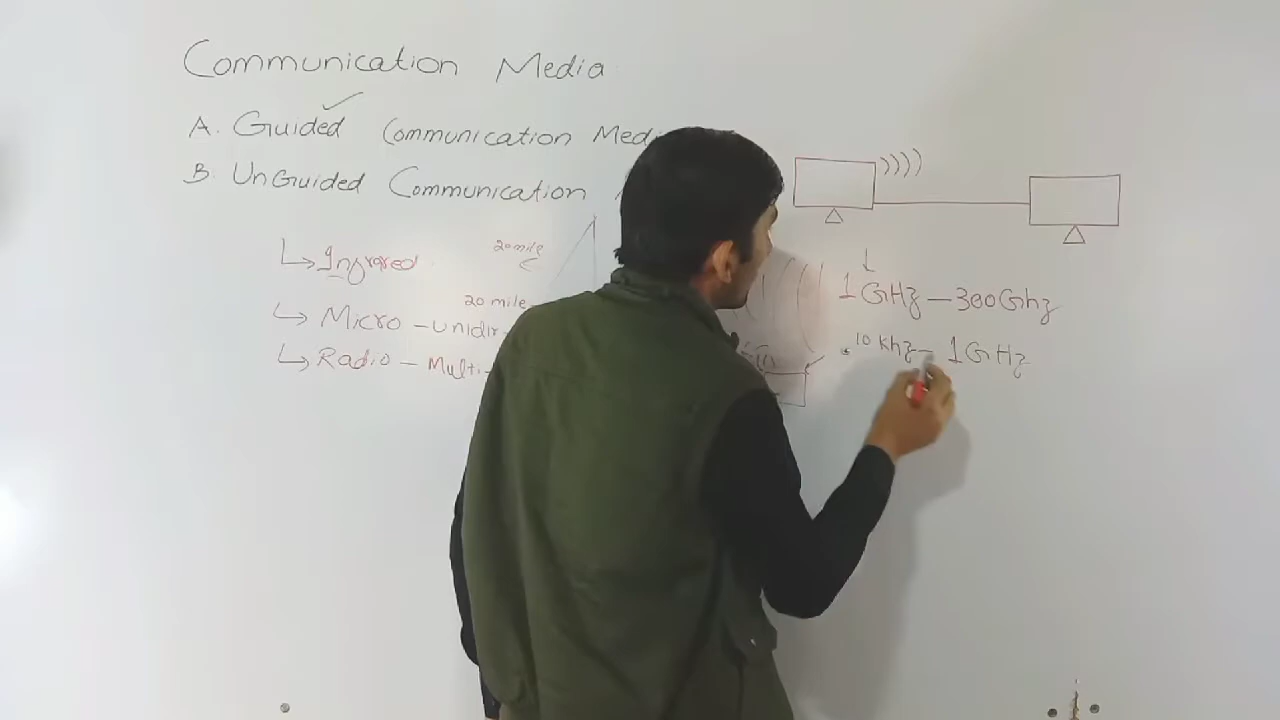 Communication Media
A. Guided Communication Med
B. UnGuided Communication
Infrared
20 mile
20 mile
Micro - unidir
Radio - Multi -
1 GHz - 300 Ghz
10 Khz - 1 GHz